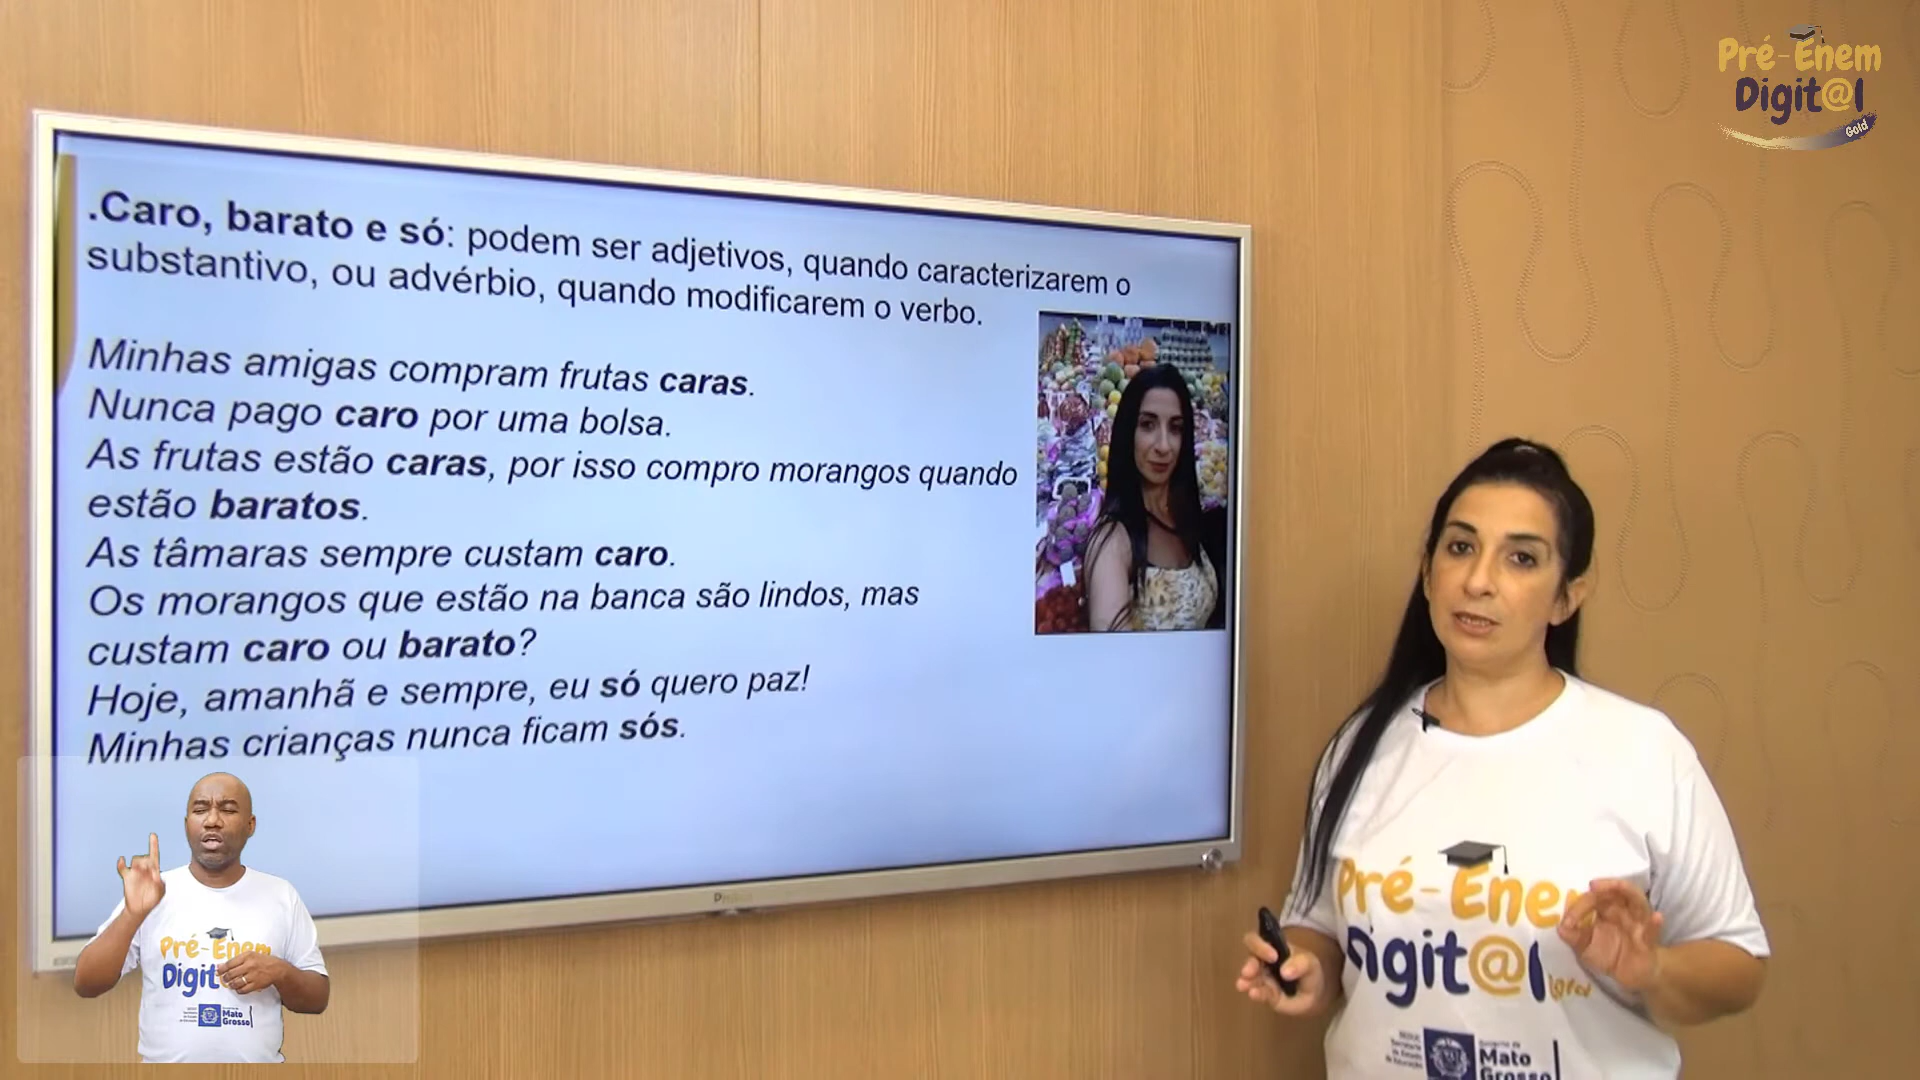 Pré-Enem
Digit@l
Gold
.Caro, barato e só: podem ser adjetivos, quando caracterizarem o
substantivo, ou advérbio, quando modificarem o verbo.
Minhas amigas compram frutas caras.
Nunca pago caro por uma bolsa.
As frutas estão caras, por isso compro morangos quando
estão baratos.
As tâmaras sempre custam caro.
Os morangos que estão na banca são lindos, mas
custam caro ou barato?
Hoje, amanhã e sempre, eu só quero paz!
Minhas crianças nunca ficam sós.
Pré-Enem
Digit
Mato
Grosso
Pré-Enem
Digit@l
Gold
Mato
Grosso